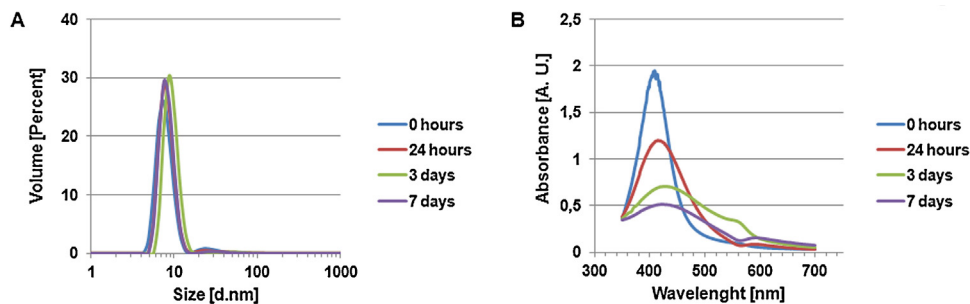 A
Volume [Percent]
40
30
20
10
0
1
10
100
1000
Size [d.nm]
0 hours
24 hours
3 days
7 days
B
Absorbance [A. U.]
2,5
2
1,5
1
0,5
0
300
400
500
600
700
Wavelenght [nm]
0 hours
24 hours
3 days
7 days